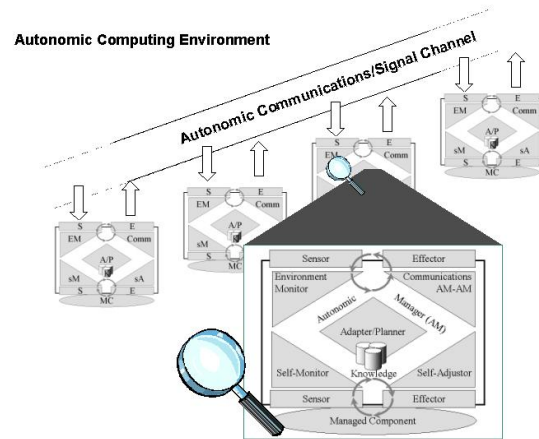 Autonomic Computing Environment
Autonomic Communications/Signal Channel
S E
EM Comm
A/P
sM sA
S E
MC
S E
EM Comm
A/P
sM
S
MC
S E
EM Comm
S E
EM Comm
A/P
sM sA
S E
MC
Sensor Effector
Environment Communications
Monitor AM-AM
Autonomic Manager (AM)
Adapter/Planner
Knowledge
Self-Monitor Self-Adjustor
Sensor Effector
Managed Component